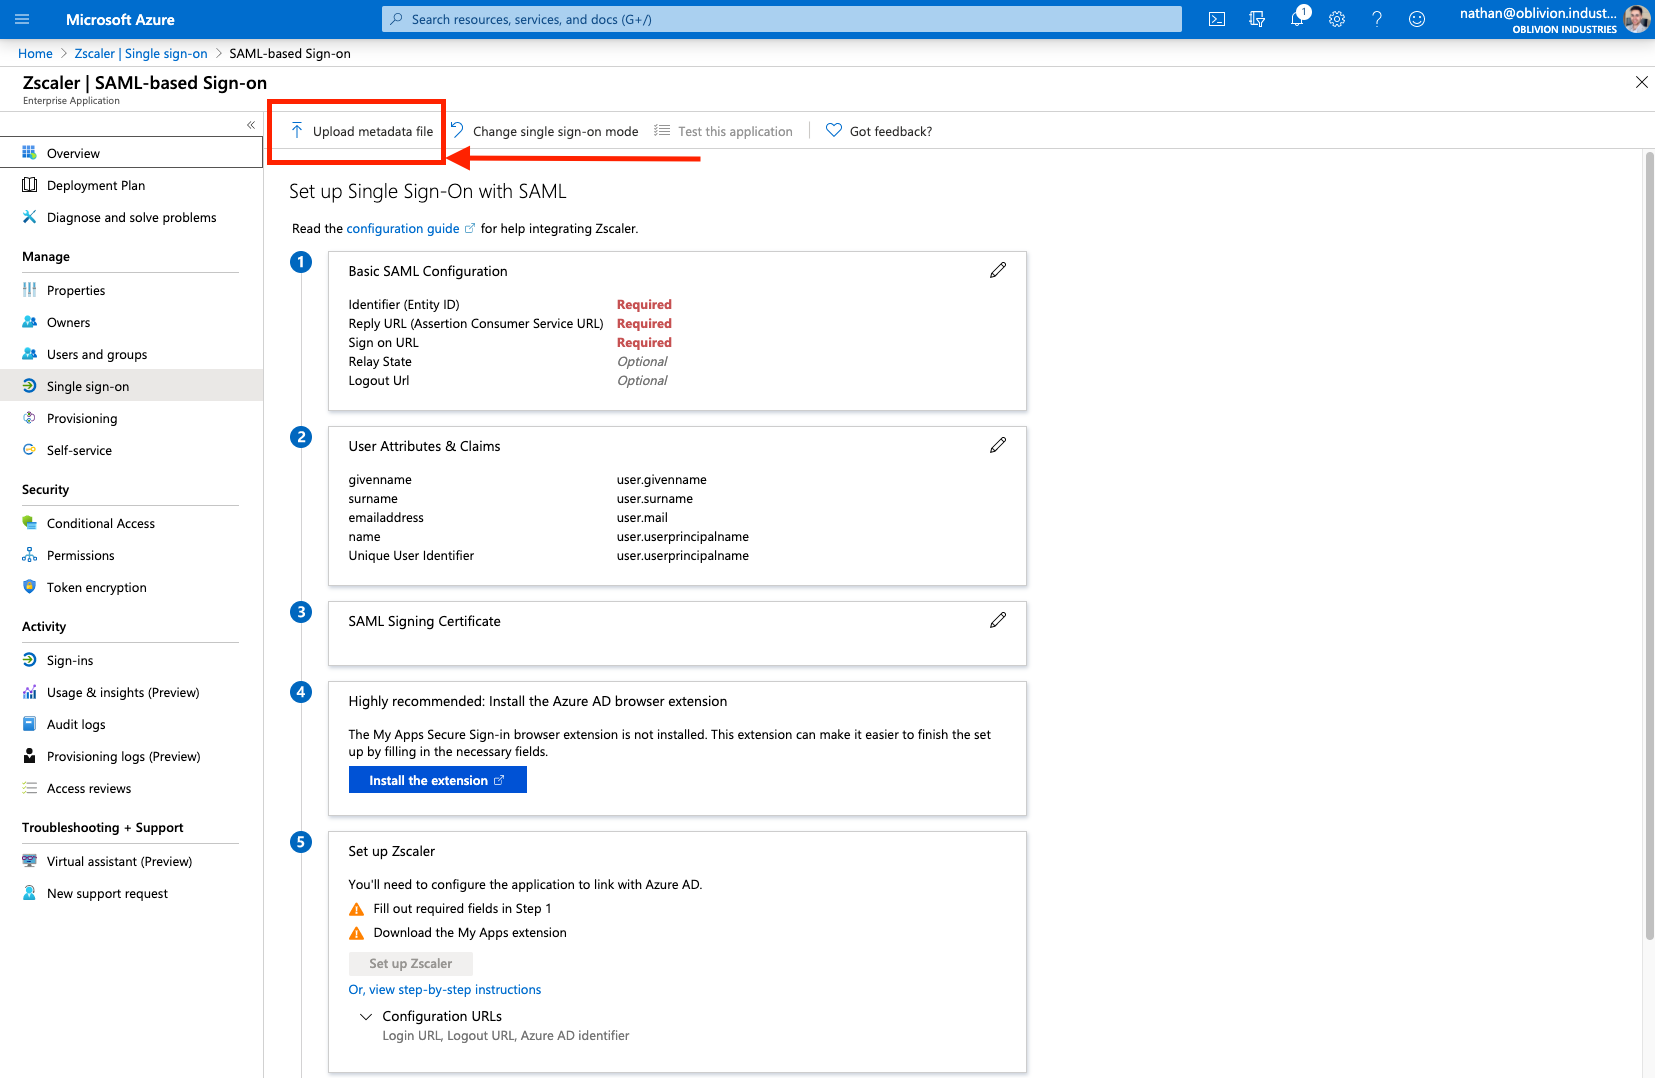 Microsoft Azure
Search resources, services, and docs (G+/)
1
nathan@oblivion.indust...
OBLIVION INDUSTRIES
Home > Zscaler | Single sign-on > SAML-based Sign-on
Zscaler | SAML-based Sign-on
Enterprise Application
Upload metadata file
Change single sign-on mode
Test this application
Got feedback?
Overview
Deployment Plan
Diagnose and solve problems
Manage
Properties
Owners
Users and groups
Single sign-on
Provisioning
Self-service
Security
Conditional Access
Permissions
Token encryption
Activity
Sign-ins
Usage & insights (Preview)
Audit logs
Provisioning logs (Preview)
Access reviews
Troubleshooting + Support
Virtual assistant (Preview)
New support request
Set up Single Sign-On with SAML
Read the configuration guide for help integrating Zscaler.
1
Basic SAML Configuration
Identifier (Entity ID) Required
Reply URL (Assertion Consumer Service URL) Required
Sign on URL Required
Relay State Optional
Logout Url Optional
2
User Attributes & Claims
givenname user.givenname
surname user.surname
emailaddress user.mail
name user.userprincipalname
Unique User Identifier user.userprincipalname
3
SAML Signing Certificate
4
Highly recommended: Install the Azure AD browser extension
The My Apps Secure Sign-in browser extension is not installed. This extension can make it easier to finish the set
up by filling in the necessary fields.
Install the extension
5
Set up Zscaler
You'll need to configure the application to link with Azure AD.
Fill out required fields in Step 1
Download the My Apps extension
Set up Zscaler
Or, view step-by-step instructions
Configuration URLs
Login URL, Logout URL, Azure AD identifier